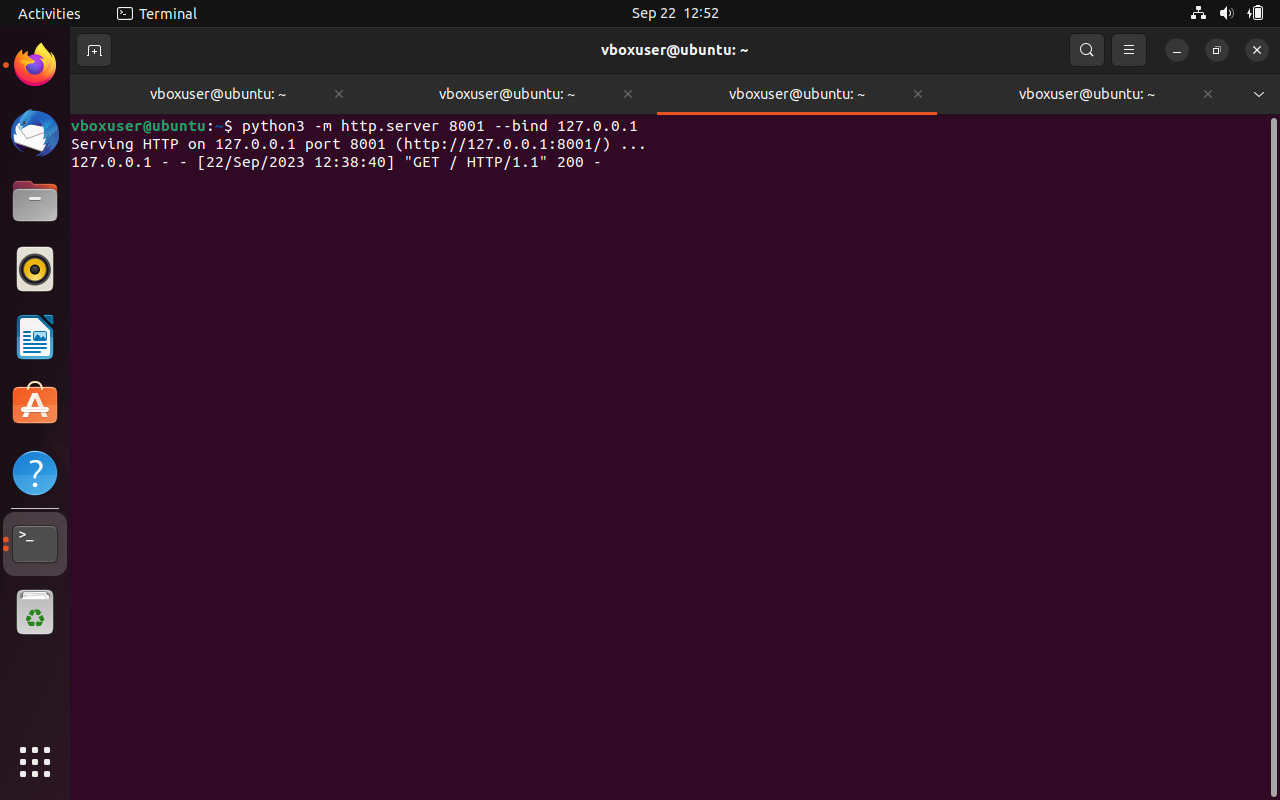 Activities
Terminal
Sep 22 12:52
vboxuser@ubuntu: ~
vboxuser@ubuntu: ~
vboxuser@ubuntu: ~
vboxuser@ubuntu: ~
vboxuser@ubuntu: ~
vboxuser@ubuntu:~$ python3 -m http.server 8001 --bind 127.0.0.1
Serving HTTP on 127.0.0.1 port 8001 (http://127.0.0.1:8001/) ...
127.0.0.1 - - [22/Sep/2023 12:38:40] "GET / HTTP/1.1" 200 -